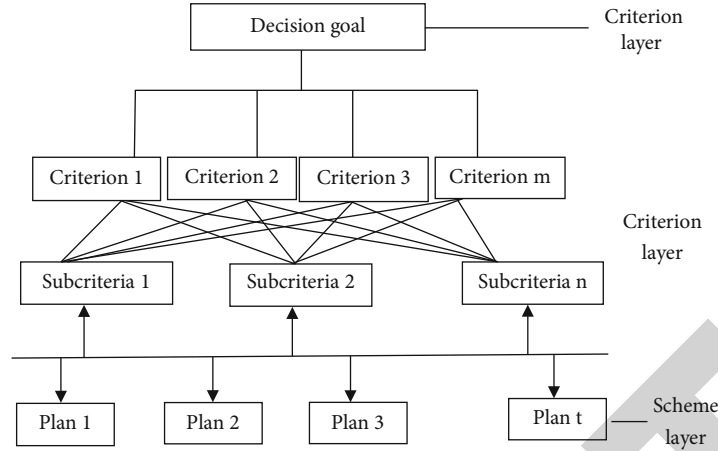 Decision goal
Criterion
layer
Criterion 1
Criterion 2
Criterion 3
Criterion m
Criterion
layer
Subcriteria 1
Subcriteria 2
Subcriteria n
Plan 1
Plan 2
Plan 3
Plan t
Scheme
layer